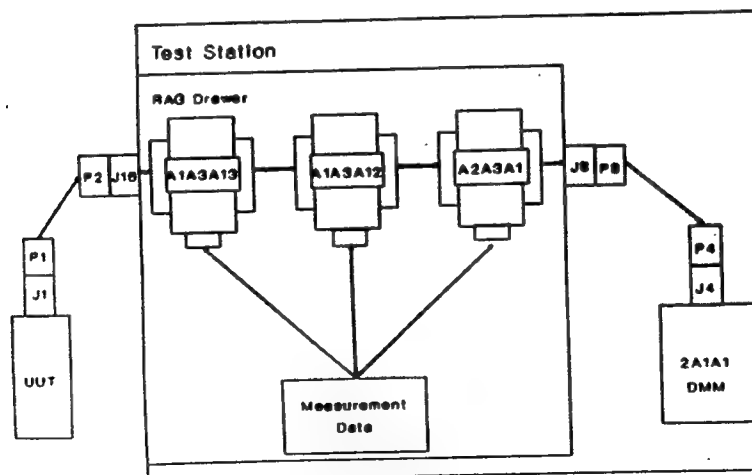 Test Station
RAG Drawer
P2 J16 A1A3A13 A1A3A12 A2A3A1 J8 P8
P1
J1
UUT
P4
J4
2A1A1
DMM
Measurement
Data